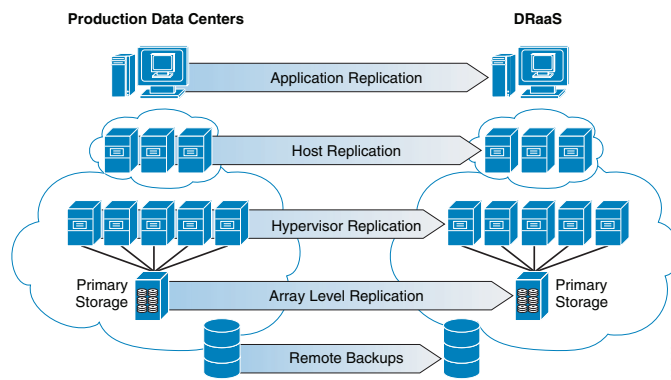 Production Data Centers
DRaaS
Application Replication
Host Replication
Hypervisor Replication
Primary
Storage
Array Level Replication
Primary
Storage
Remote Backups